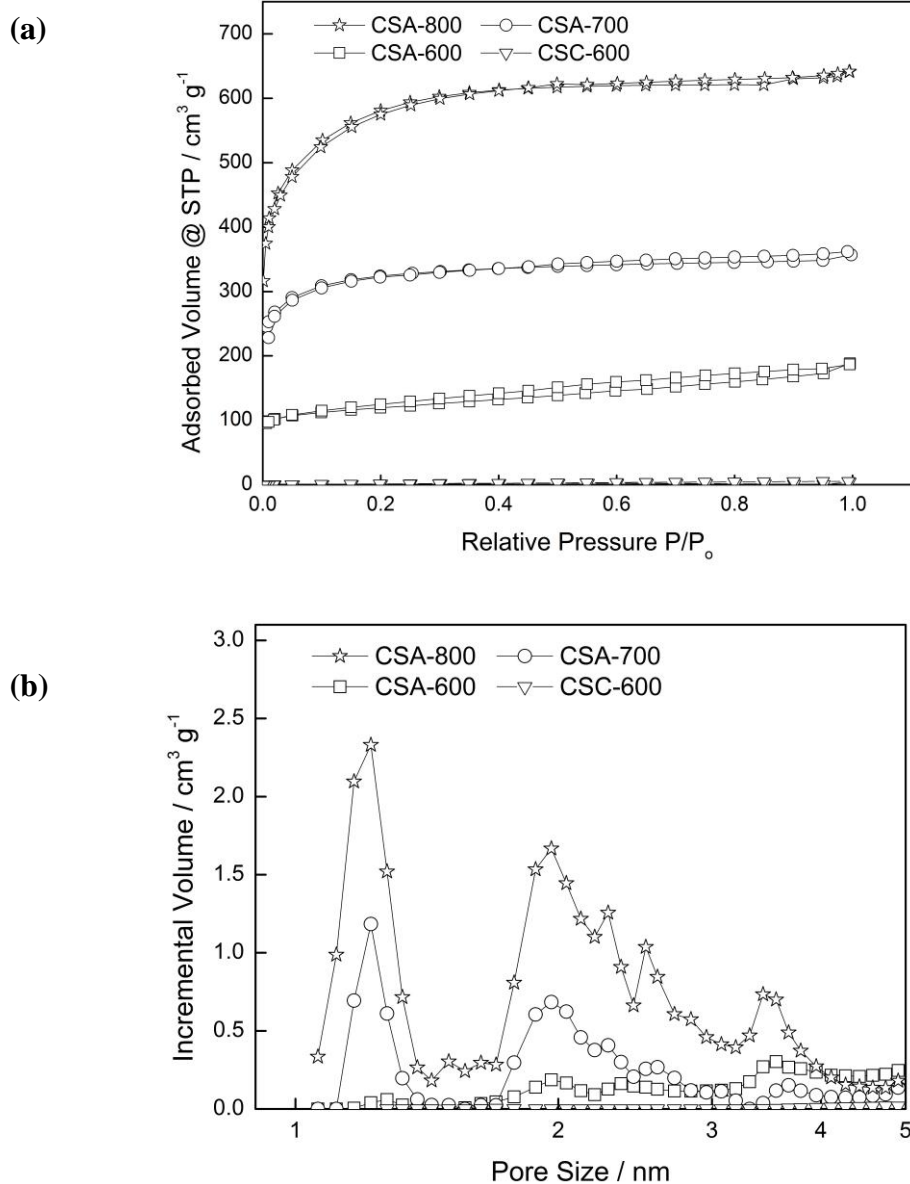 (a)
CSA-800 CSA-700
CSA-600 CSC-600
700
600
500
400
300
200
100
0
0.0 0.2 0.4 0.6 0.8 1.0
Adsorbed Volume @ STP / cm³ g⁻¹
Relative Pressure P/Pₒ
(b)
CSA-800 CSA-700
CSA-600 CSC-600
3.0
2.5
2.0
1.5
1.0
0.5
0.0
1 2 3 4 5
Incremental Volume / cm³ g⁻¹
Pore Size / nm